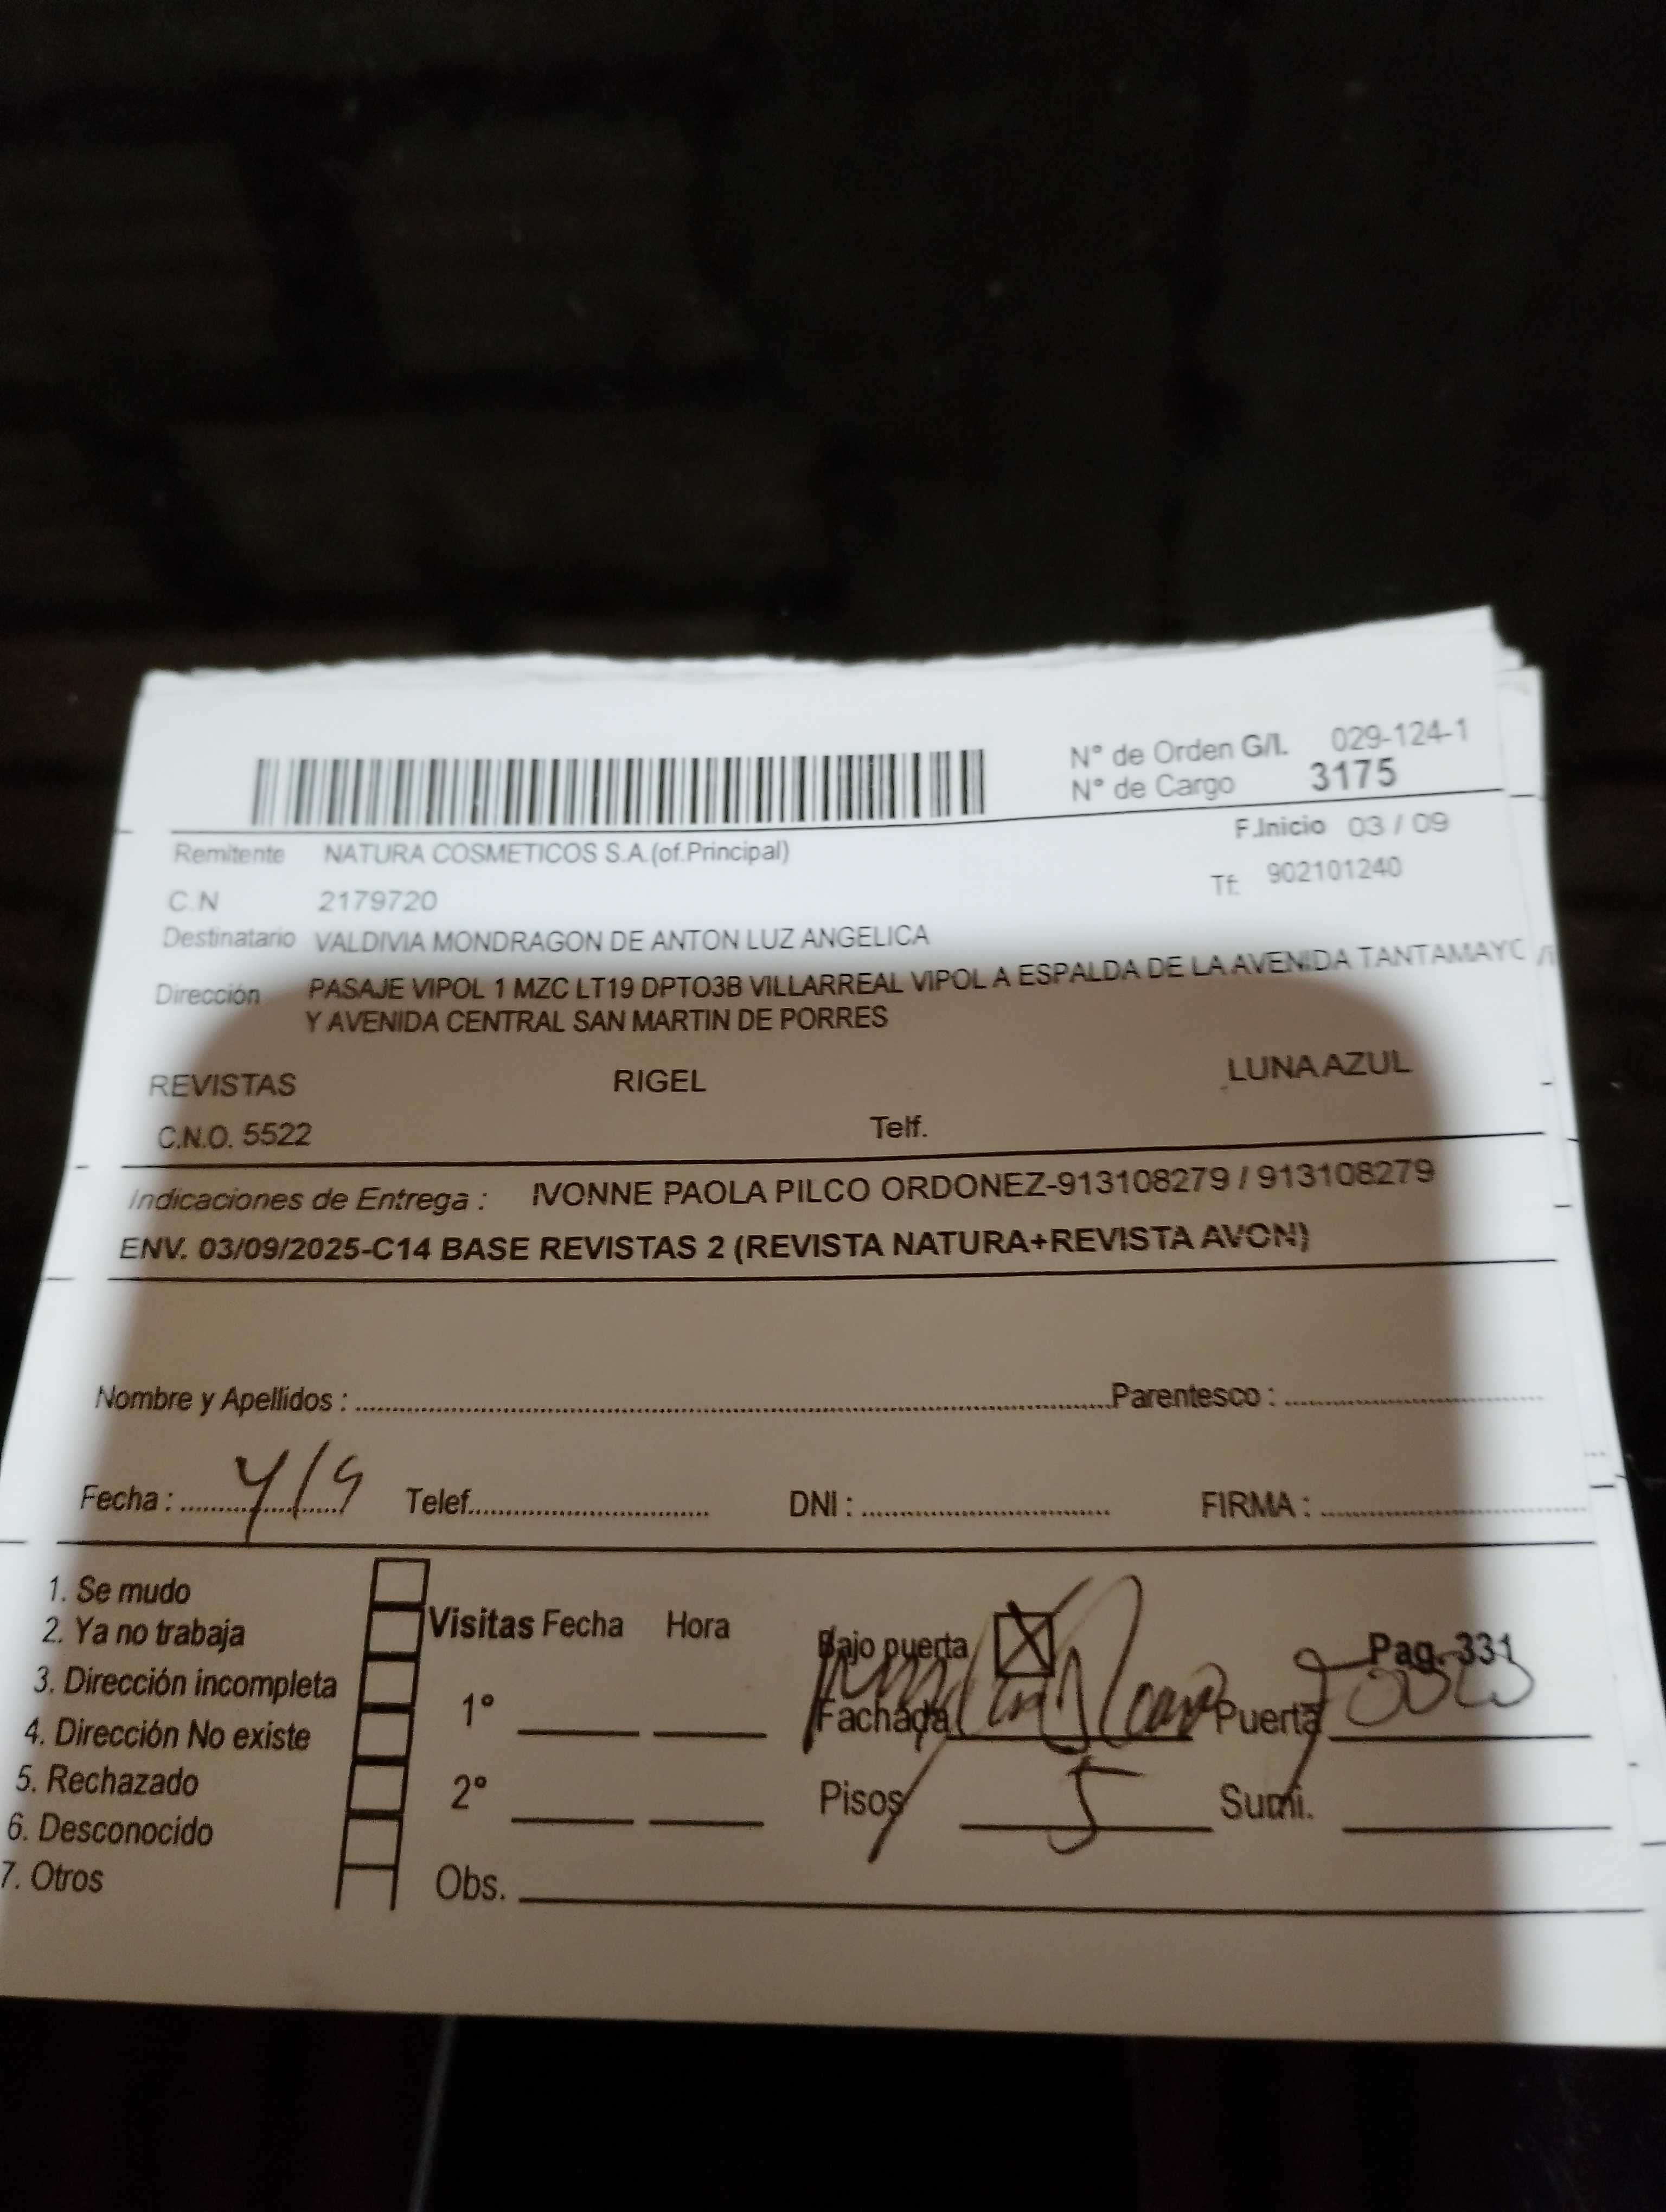 N° de Orden G/I. 029-124-1
N° de Cargo 3175
F.Inicio 03 / 09
Remitente NATURA COSMETICOS S.A.(of.Principal)
C.N 2179720 Tf: 902101240
Destinatario VALDIVIA MONDRAGON DE ANTON LUZ ANGELICA
Dirección PASAJE VIPOL 1 MZC LT19 DPTO3B VILLARREAL VIPOL A ESPALDA DE LA AVENIDA TANTAMAYO
Y AVENIDA CENTRAL SAN MARTIN DE PORRES
REVISTAS RIGEL LUNA AZUL
C.N.O. 5522 Telf.
Indicaciones de Entrega : IVONNE PAOLA PILCO ORDONEZ-913108279 / 913108279
ENV. 03/09/2025-C14 BASE REVISTAS 2 (REVISTA NATURA+REVISTA AVON)
Nombre y Apellidos : Parentesco :
Fecha : 4/9 Telef. DNI : FIRMA :
1. Se mudo
2. Ya no trabaja
3. Dirección incompleta
4. Dirección No existe
5. Rechazado
6. Desconocido
7. Otros
Visitas Fecha Hora
1°
2°
Obs.
Bajo puerta Pag. 331
Fachada Puerta
Pisos 5 Sumi.